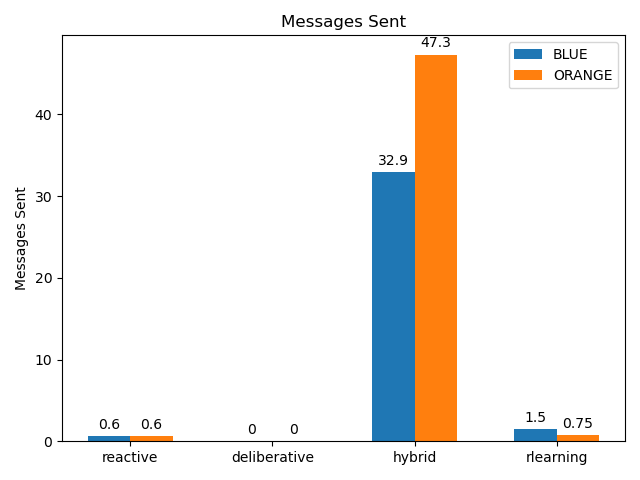 Messages Sent
BLUE
ORANGE
Messages Sent
40
30
20
10
0
0.6
0.6
0
0
32.9
47.3
1.5
0.75
reactive
deliberative
hybrid
rlearning